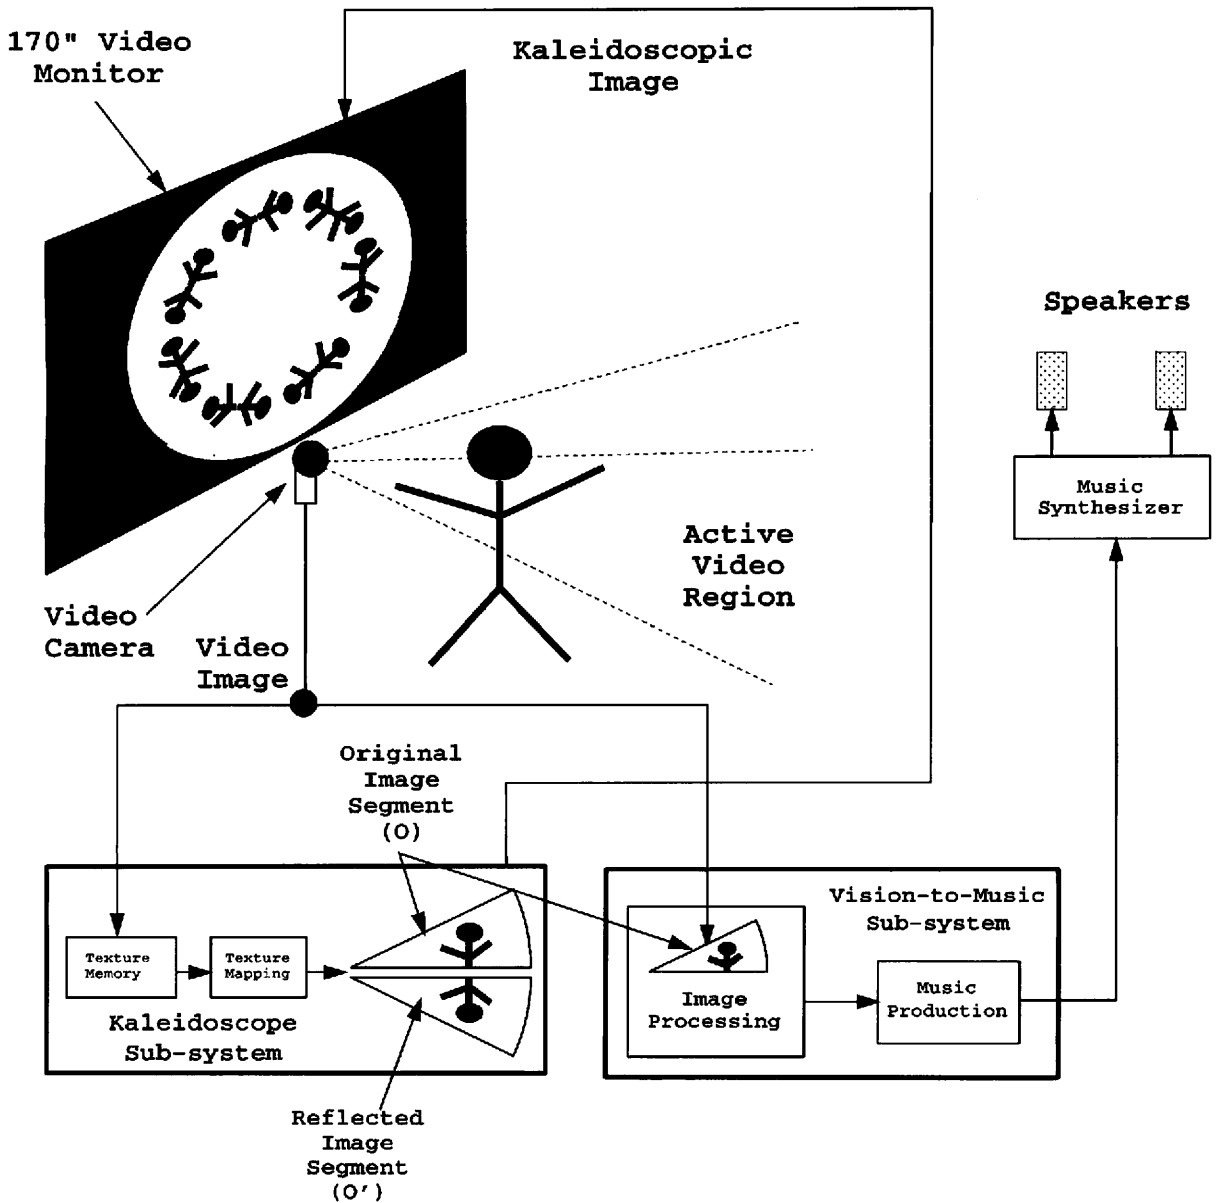 170" Video
Monitor
Kaleidoscopic
Image
Speakers
Music
Synthesizer
Active
Video
Region
Video
Camera
Video
Image
Original
Image
Segment
(O)
Vision-to-Music
Sub-system
Texture
Memory
Texture
Mapping
Kaleidoscope
Sub-system
Image
Processing
Music
Production
Reflected
Image
Segment
(O')